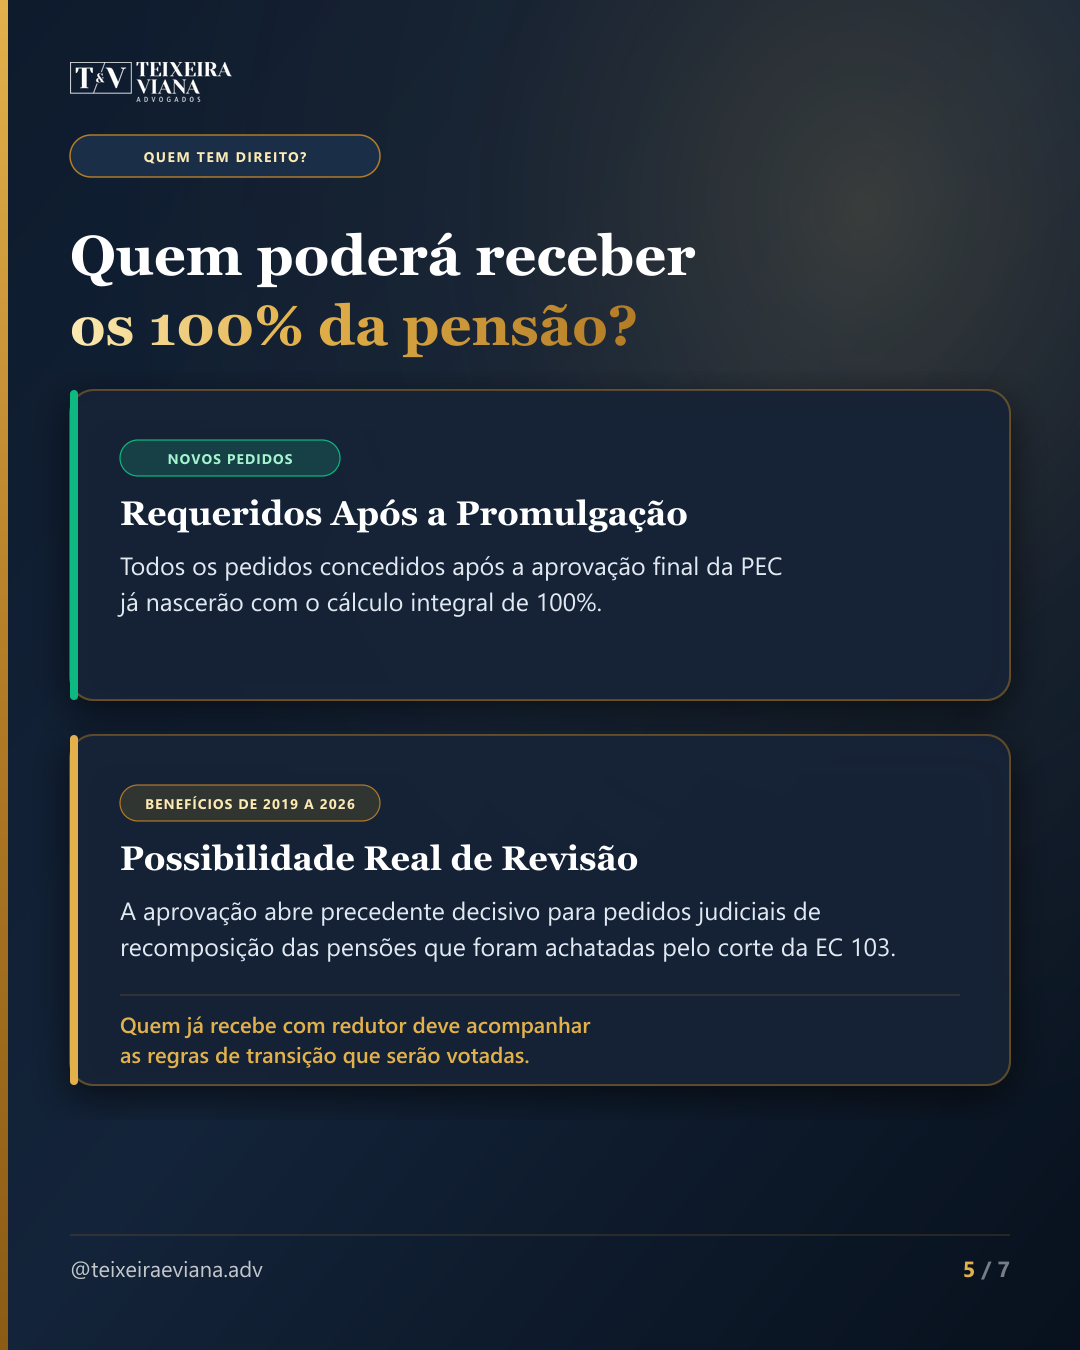 T&V TEIXEIRA
VIANA
ADVOGADOS
QUEM TEM DIREITO?
Quem poderá receber
os 100% da pensão?
NOVOS PEDIDOS
Requeridos Após a Promulgação
Todos os pedidos concedidos após a aprovação final da PEC
já nascerão com o cálculo integral de 100%.
BENEFÍCIOS DE 2019 A 2026
Possibilidade Real de Revisão
A aprovação abre precedente decisivo para pedidos judiciais de
recomposição das pensões que foram achatadas pelo corte da EC 103.
Quem já recebe com redutor deve acompanhar
as regras de transição que serão votadas.
@teixeiraeviana.adv
5 / 7